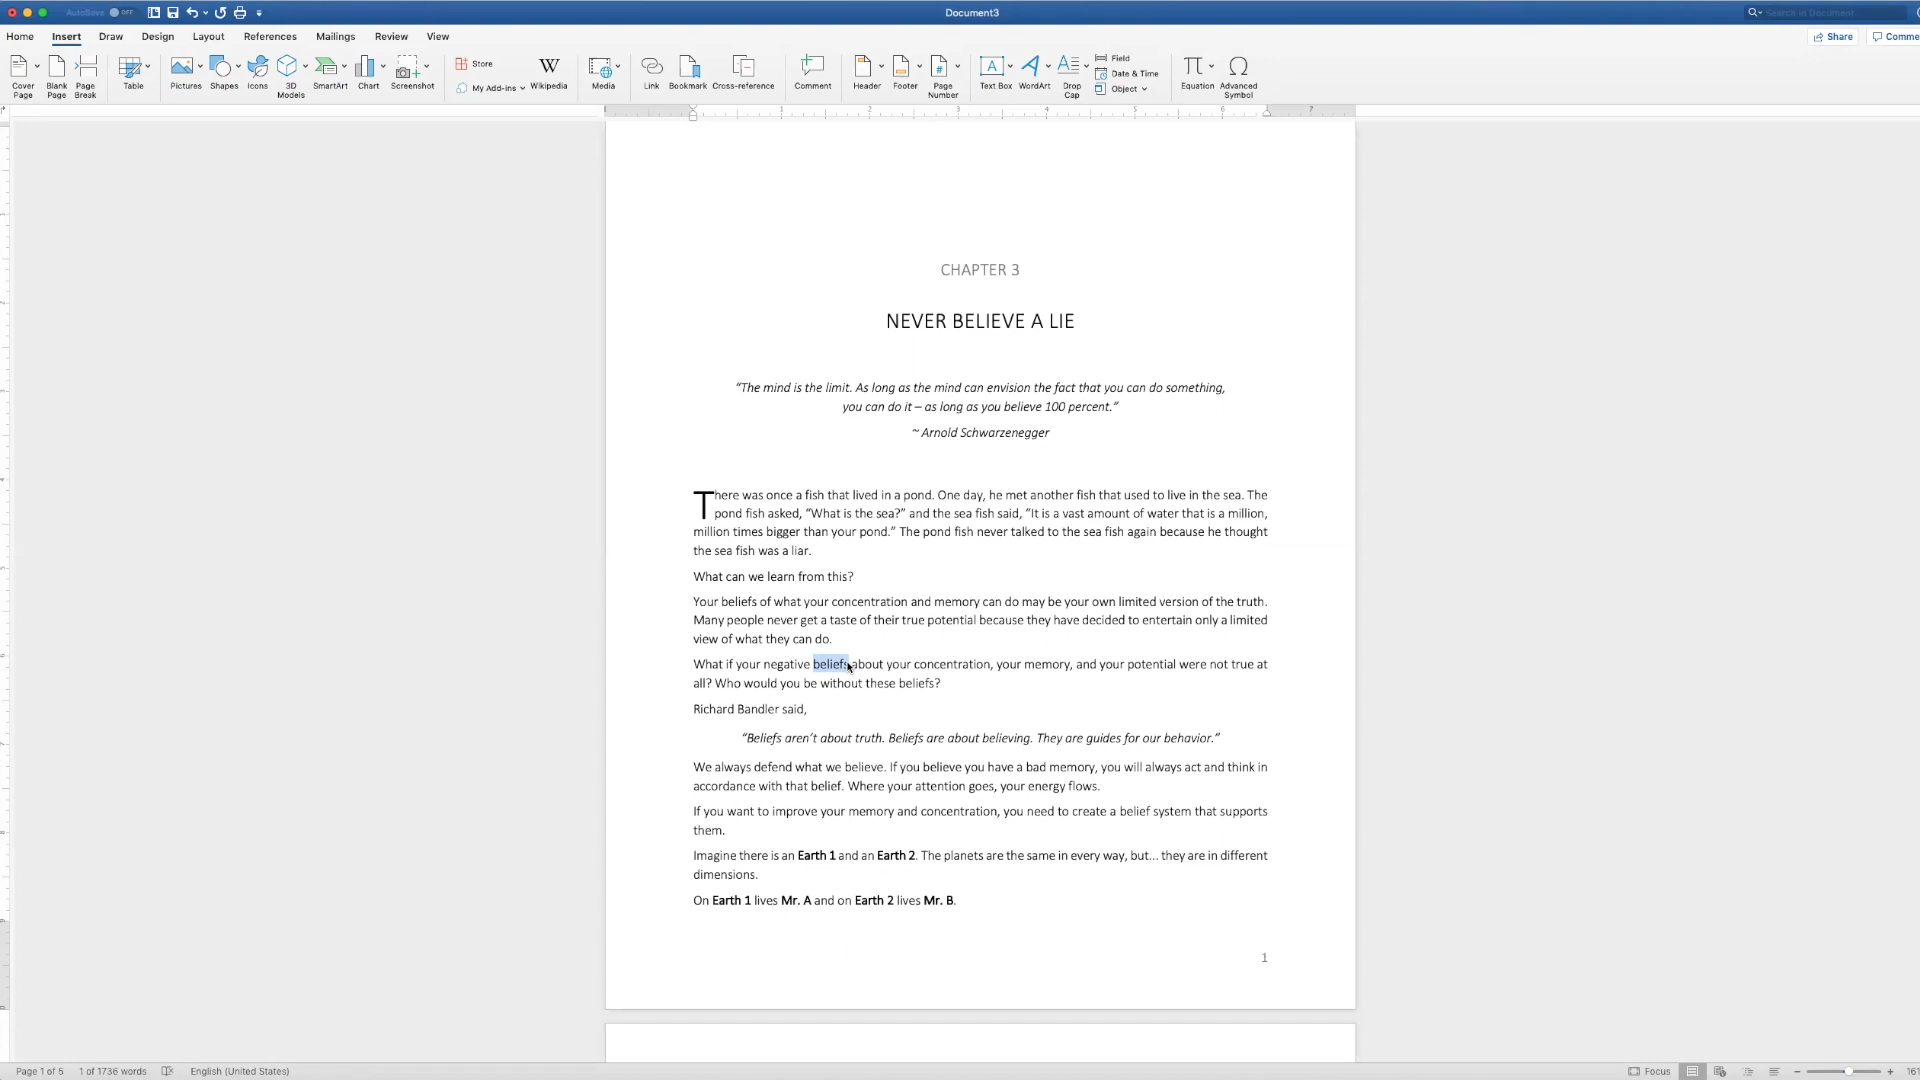 AutoSave OFF
Document3
Search in Document
Home Insert Draw Design Layout References Mailings Review View
Share Comme
Cover Page
Blank Page
Page Break
Table
Pictures
Shapes
Icons
3D Models
SmartArt
Chart
Screenshot
Store
My Add-ins
W
Wikipedia
Media
Link
Bookmark
Cross-reference
Comment
Header
Footer
Page Number
Text Box
WordArt
Drop Cap
Field
Date & Time
Object
Equation
Advanced Symbol
1 2 3 4 5 6 7
CHAPTER 3
NEVER BELIEVE A LIE
“The mind is the limit. As long as the mind can envision the fact that you can do something,
you can do it – as long as you believe 100 percent.”
~ Arnold Schwarzenegger
There was once a fish that lived in a pond. One day, he met another fish that used to live in the sea. The
pond fish asked, “What is the sea?” and the sea fish said, “It is a vast amount of water that is a million,
million times bigger than your pond.” The pond fish never talked to the sea fish again because he thought
the sea fish was a liar.
What can we learn from this?
Your beliefs of what your concentration and memory can do may be your own limited version of the truth.
Many people never get a taste of their true potential because they have decided to entertain only a limited
view of what they can do.
What if your negative beliefs about your concentration, your memory, and your potential were not true at
all? Who would you be without these beliefs?
Richard Bandler said,
“Beliefs aren’t about truth. Beliefs are about believing. They are guides for our behavior.”
We always defend what we believe. If you believe you have a bad memory, you will always act and think in
accordance with that belief. Where your attention goes, your energy flows.
If you want to improve your memory and concentration, you need to create a belief system that supports
them.
Imagine there is an Earth 1 and an Earth 2. The planets are the same in every way, but… they are in different
dimensions.
On Earth 1 lives Mr. A and on Earth 2 lives Mr. B.
1
Page 1 of 5 1 of 1736 words English (United States)
Focus 161